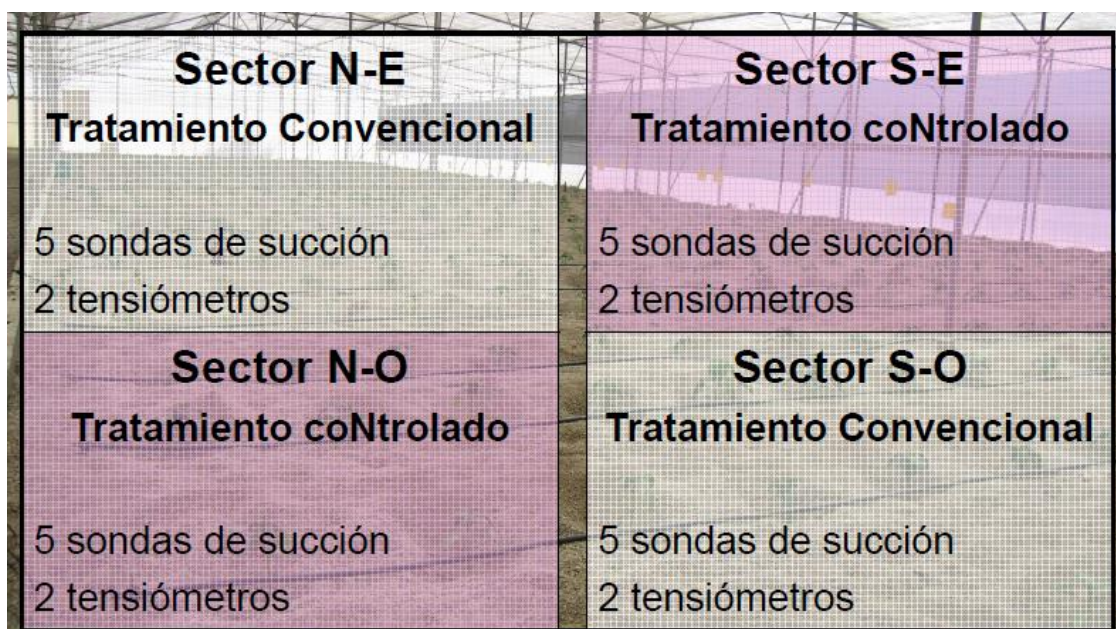 Sector N-E
Tratamiento Convencional
5 sondas de succión
2 tensiómetros
Sector S-E
Tratamiento coNtrolado
5 sondas de succión
2 tensiómetros
Sector N-O
Tratamiento coNtrolado
5 sondas de succión
2 tensiómetros
Sector S-O
Tratamiento Convencional
5 sondas de succión
2 tensiómetros